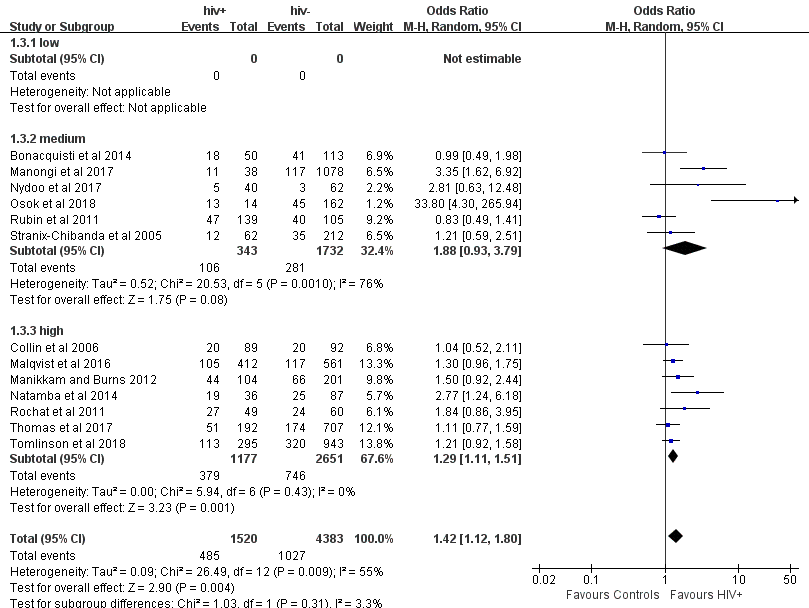 hiv+ hiv- Odds Ratio Odds Ratio
Study or Subgroup Events Total Events Total Weight M-H, Random, 95% CI M-H, Random, 95% CI
1.3.1 low
Subtotal (95% CI) 0 0 Not estimable
Total events 0 0
Heterogeneity: Not applicable
Test for overall effect: Not applicable
1.3.2 medium
Bonacquisti et al 2014 18 50 41 113 6.9% 0.99 [0.49, 1.98]
Manongi et al 2017 11 38 117 1078 6.5% 3.35 [1.62, 6.92]
Nydoo et al 2017 5 40 3 62 2.2% 2.81 [0.63, 12.48]
Osok et al 2018 13 14 45 162 1.2% 33.80 [4.30, 265.94]
Rubin et al 2011 47 139 40 105 9.2% 0.83 [0.49, 1.41]
Stranix-Chibanda et al 2005 12 62 35 212 6.5% 1.21 [0.59, 2.51]
Subtotal (95% CI) 343 1732 32.4% 1.88 [0.93, 3.79]
Total events 106 281
Heterogeneity: Tau² = 0.52; Chi² = 20.53, df = 5 (P = 0.0010); I² = 76%
Test for overall effect: Z = 1.75 (P = 0.08)
1.3.3 high
Collin et al 2006 20 89 20 92 6.8% 1.04 [0.52, 2.11]
Malqvist et al 2016 105 412 117 561 13.3% 1.30 [0.96, 1.75]
Manikkam and Burns 2012 44 104 66 201 9.8% 1.50 [0.92, 2.44]
Natamba et al 2014 19 36 25 87 5.7% 2.77 [1.24, 6.18]
Rochat et al 2011 27 49 24 60 6.1% 1.84 [0.86, 3.95]
Thomas et al 2017 51 192 174 707 12.1% 1.11 [0.77, 1.59]
Tomlinson et al 2018 113 295 320 943 13.8% 1.21 [0.92, 1.58]
Subtotal (95% CI) 1177 2651 67.6% 1.29 [1.11, 1.51]
Total events 379 746
Heterogeneity: Tau² = 0.00; Chi² = 5.94, df = 6 (P = 0.43); I² = 0%
Test for overall effect: Z = 3.23 (P = 0.001)
Total (95% CI) 1520 4383 100.0% 1.42 [1.12, 1.80]
Total events 485 1027
Heterogeneity: Tau² = 0.09; Chi² = 26.49, df = 12 (P = 0.009); I² = 55%
Test for overall effect: Z = 2.90 (P = 0.004)
Test for subgroup differences: Chi² = 1.03, df = 1 (P = 0.31), I² = 3.3%
0.02 0.1 1 10 50
Favours Controls Favours HIV+